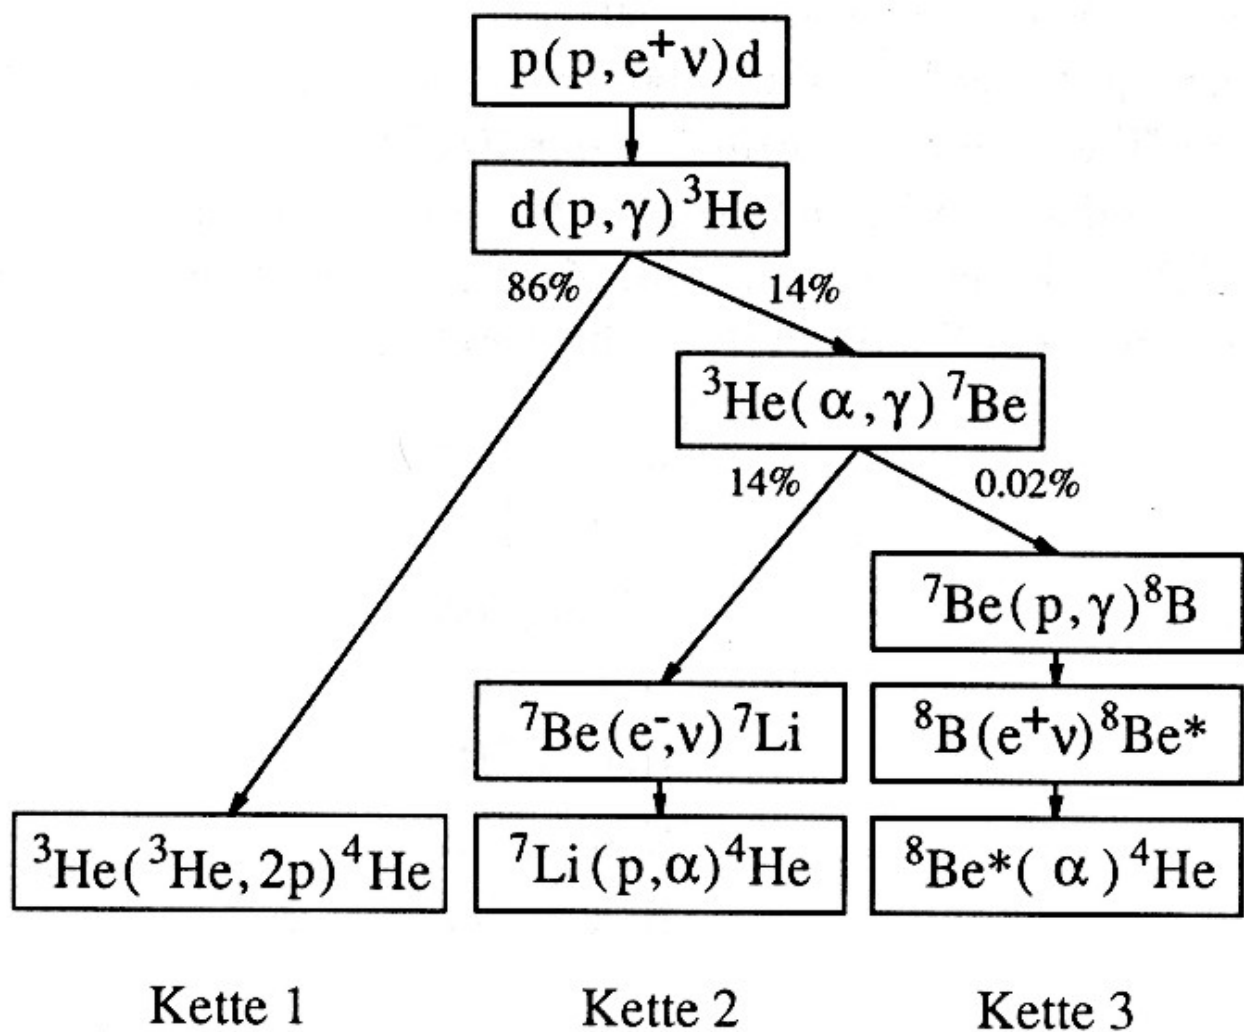 p(p,e⁺ν)d
d(p,γ)³He
86%
14%
³He(α,γ)⁷Be
14%
0.02%
⁷Be(p,γ)⁸B
⁷Be(e⁻,ν)⁷Li
⁸B(e⁺ν)⁸Be*
³He(³He,2p)⁴He
⁷Li(p,α)⁴He
⁸Be*(α)⁴He
Kette 1
Kette 2
Kette 3